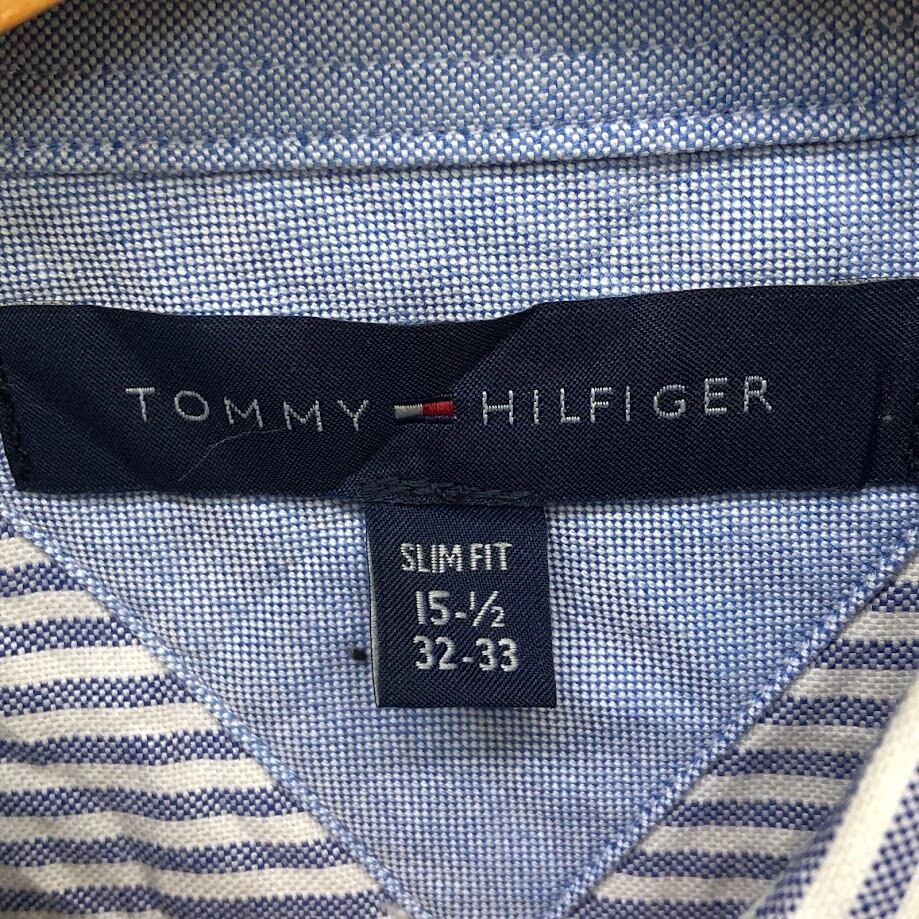 TOMMY HILFIGER
SLIM FIT
15-½
32-33